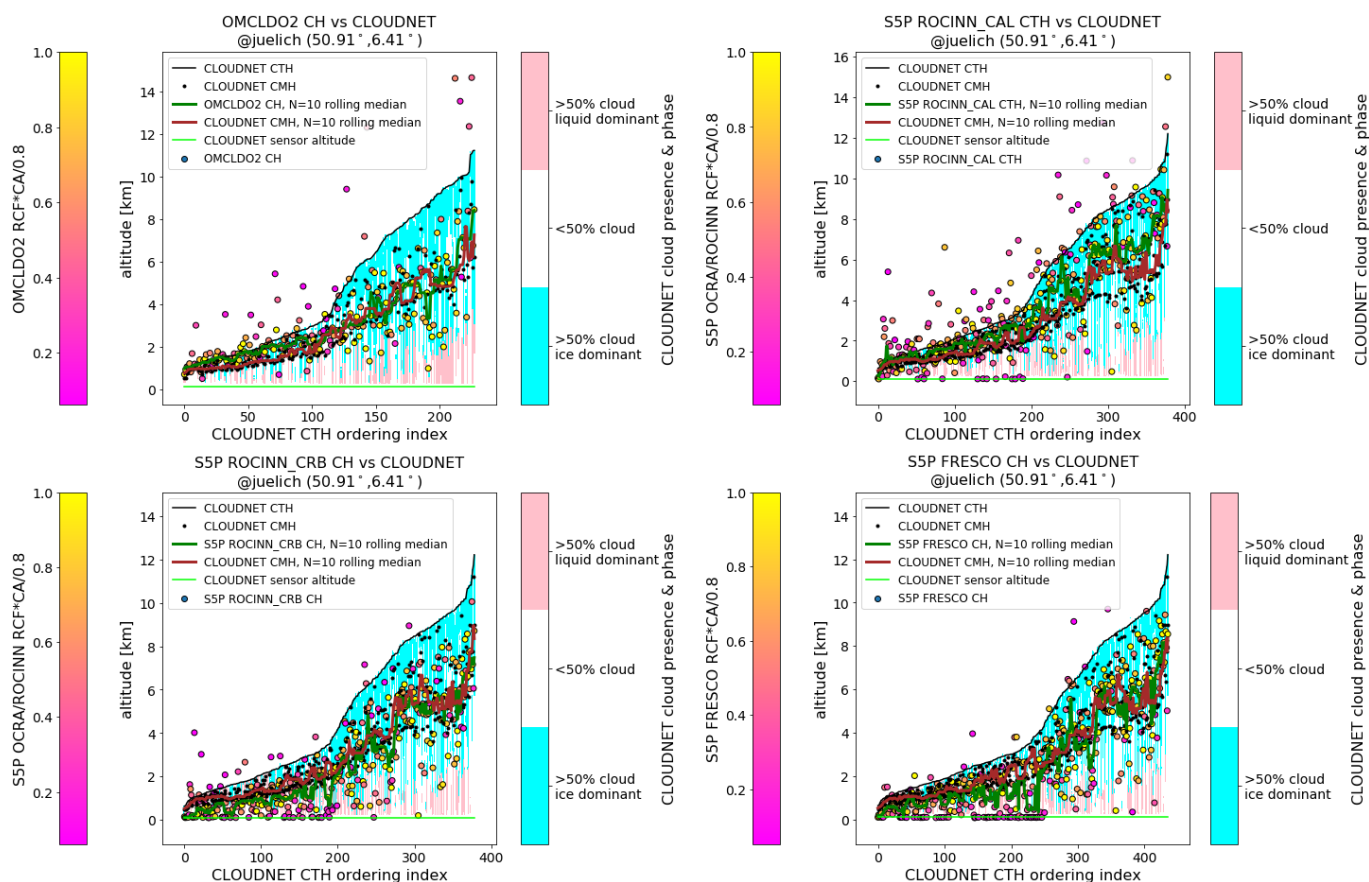 OMCLDO2 CH vs CLOUDNET
@juelich (50.91°,6.41°)
1.0
0.8
0.6
0.4
0.2
OMCLDO2 RCF*CA/0.8
14
12
10
8
6
4
2
0
altitude [km]
CLOUDNET CTH
CLOUDNET CMH
OMCLDO2 CH, N=10 rolling median
CLOUDNET CMH, N=10 rolling median
CLOUDNET sensor altitude
OMCLDO2 CH
0 50 100 150 200
CLOUDNET CTH ordering index
>50% cloud
liquid dominant
<50% cloud
>50% cloud
ice dominant
CLOUDNET cloud presence & phase
S5P ROCINN_CAL CTH vs CLOUDNET
@juelich (50.91°,6.41°)
1.0
0.8
0.6
0.4
0.2
S5P OCRA/ROCINN RCF*CA/0.8
16
14
12
10
8
6
4
2
0
altitude [km]
CLOUDNET CTH
CLOUDNET CMH
S5P ROCINN_CAL CTH, N=10 rolling median
CLOUDNET CMH, N=10 rolling median
CLOUDNET sensor altitude
S5P ROCINN_CAL CTH
0 100 200 300 400
CLOUDNET CTH ordering index
>50% cloud
liquid dominant
<50% cloud
>50% cloud
ice dominant
CLOUDNET cloud presence & phase
S5P ROCINN_CRB CH vs CLOUDNET
@juelich (50.91°,6.41°)
1.0
0.8
0.6
0.4
0.2
S5P OCRA/ROCINN RCF*CA/0.8
14
12
10
8
6
4
2
0
altitude [km]
CLOUDNET CTH
CLOUDNET CMH
S5P ROCINN_CRB CH, N=10 rolling median
CLOUDNET CMH, N=10 rolling median
CLOUDNET sensor altitude
S5P ROCINN_CRB CH
0 100 200 300 400
CLOUDNET CTH ordering index
>50% cloud
liquid dominant
<50% cloud
>50% cloud
ice dominant
CLOUDNET cloud presence & phase
S5P FRESCO CH vs CLOUDNET
@juelich (50.91°,6.41°)
1.0
0.8
0.6
0.4
0.2
S5P FRESCO RCF*CA/0.8
14
12
10
8
6
4
2
0
altitude [km]
CLOUDNET CTH
CLOUDNET CMH
S5P FRESCO CH, N=10 rolling median
CLOUDNET CMH, N=10 rolling median
CLOUDNET sensor altitude
S5P FRESCO CH
0 100 200 300 400
CLOUDNET CTH ordering index
>50% cloud
liquid dominant
<50% cloud
>50% cloud
ice dominant
CLOUDNET cloud presence & phase